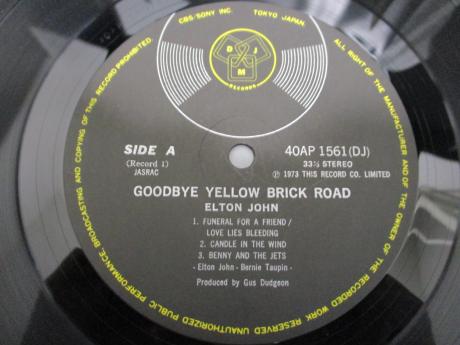 CBS/SONY INC. TOKYO JAPAN
ALL RIGHT OF THE MANUFACTURER AND OF THE OWNER OF THE RECORDED WORK RESERVED UNAUTHORIZED PUBLIC PERFORMANCE BROADCASTING AND COPYING OF THIS RECORD PROHIBITED.
D J M
RECORDS
SIDE A
(Record 1)
JASRAC
40AP 1561(DJ)
33⅓ STEREO
Ⓟ 1973 THIS RECORD CO. LIMITED
GOODBYE YELLOW BRICK ROAD
ELTON JOHN
1. FUNERAL FOR A FRIEND/
LOVE LIES BLEEDING
2. CANDLE IN THE WIND
3. BENNY AND THE JETS
- Elton John - Bernie Taupin -
Produced by Gus Dudgeon